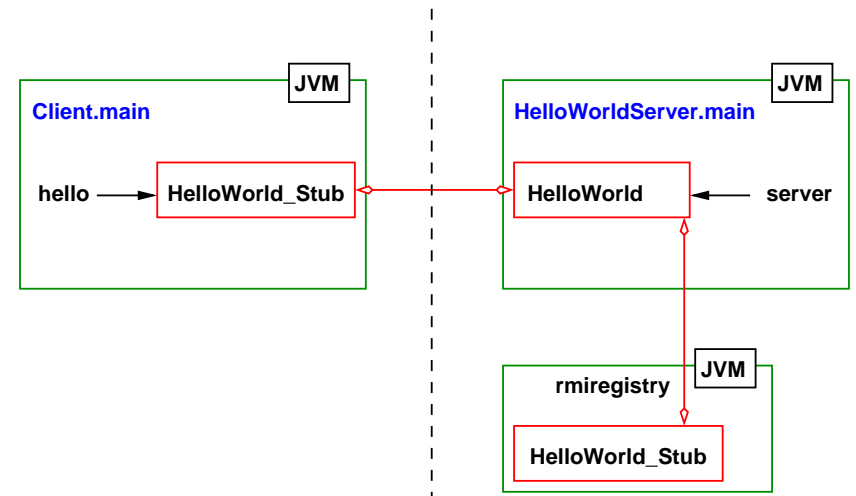 JVM
Client.main
hello
HelloWorld_Stub
JVM
HelloWorldServer.main
HelloWorld
server
JVM
rmiregistry
HelloWorld_Stub